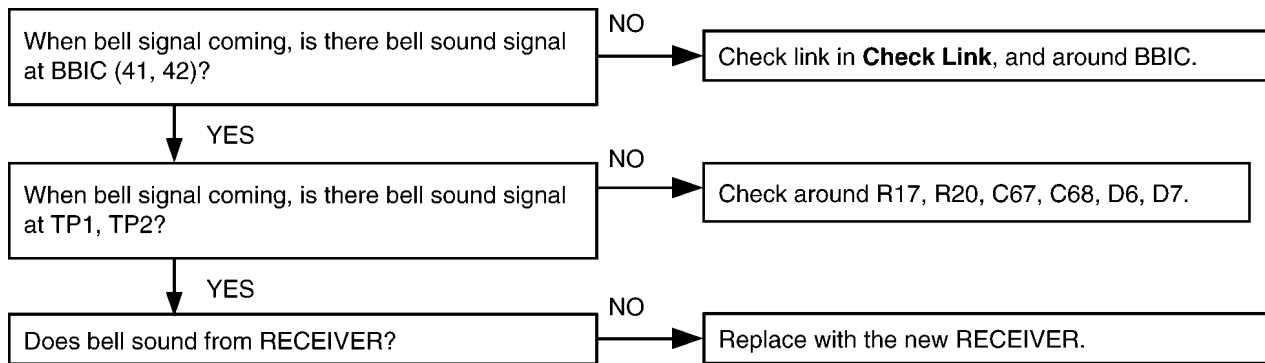 When bell signal coming, is there bell sound signal
at BBIC (41, 42)?
NO
Check link in Check Link, and around BBIC.
YES
When bell signal coming, is there bell sound signal
at TP1, TP2?
NO
Check around R17, R20, C67, C68, D6, D7.
YES
Does bell sound from RECEIVER?
NO
Replace with the new RECEIVER.